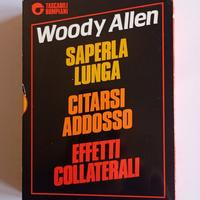 TASCABILI
BOMPIANI
Woody Allen
SAPERLA
LUNGA
CITARSI
ADDOSSO
EFFETTI
COLLATERALI